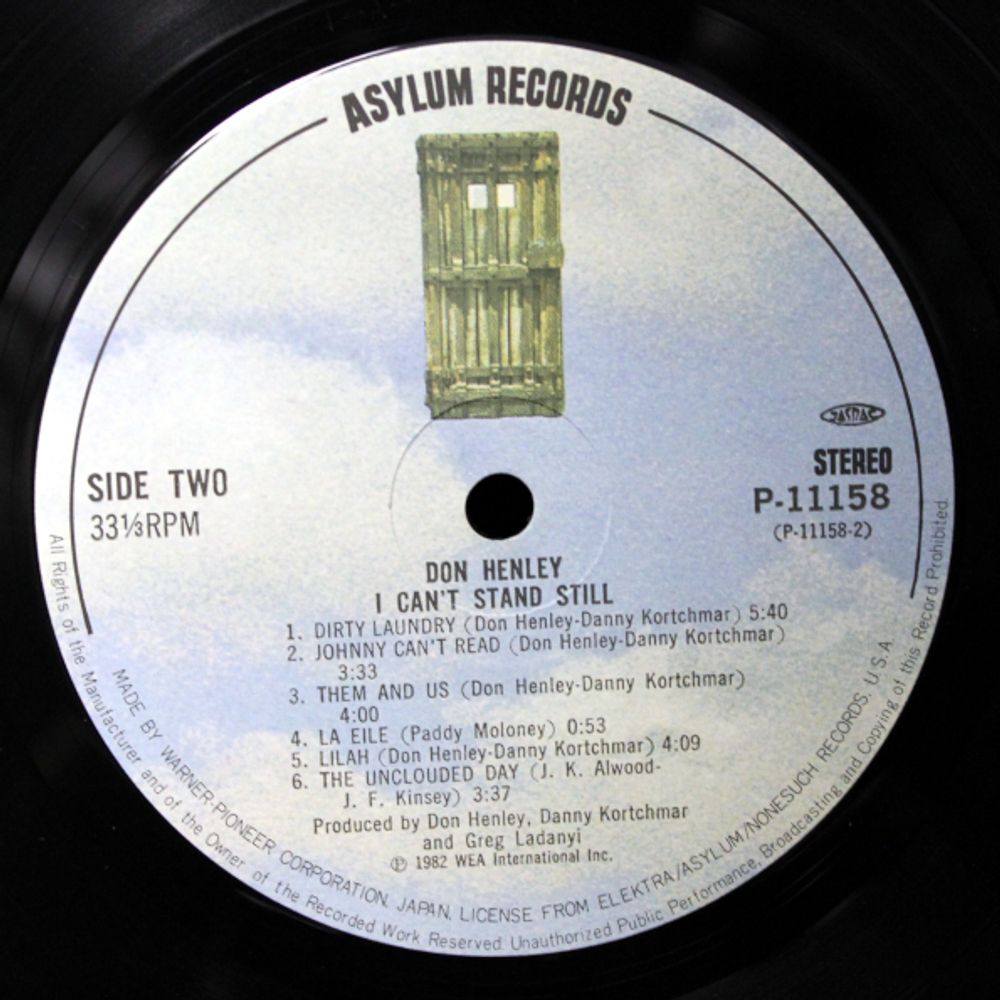 ASYLUM RECORDS
JASRAC
STEREO
P-11158
(P-11158-2)
SIDE TWO
33⅓RPM
DON HENLEY
I CAN'T STAND STILL
1. DIRTY LAUNDRY (Don Henley-Danny Kortchmar) 5:40
2. JOHNNY CAN'T READ (Don Henley-Danny Kortchmar)
3:33
3. THEM AND US (Don Henley-Danny Kortchmar)
4:00
4. LA EILE (Paddy Moloney) 0:53
5. LILAH (Don Henley-Danny Kortchmar) 4:09
6. THE UNCLOUDED DAY (J. K. Alwood-
J. F. Kinsey) 3:37
Produced by Don Henley, Danny Kortchmar
and Greg Ladanyi
Ⓟ 1982 WEA International Inc.
MADE BY WARNER-PIONEER CORPORATION, JAPAN, LICENSE FROM ELEKTRA/ASYLUM/NONESUCH RECORDS, U.S.A.
All Rights of the Manufacturer and of the Owner of the Recorded Work Reserved Unauthorized Public Performance, Broadcasting and Copying of this Record Prohibited.